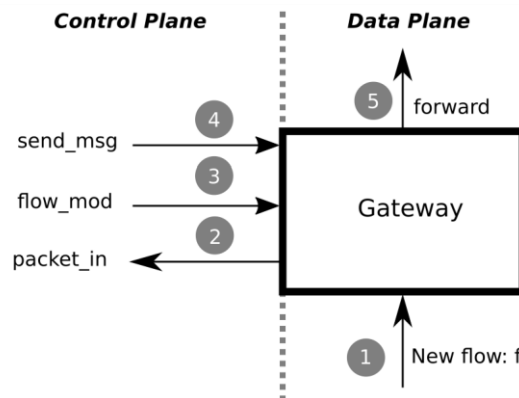 Control Plane
Data Plane
5
forward
4
send_msg
3
flow_mod
Gateway
2
packet_in
1
New flow: f